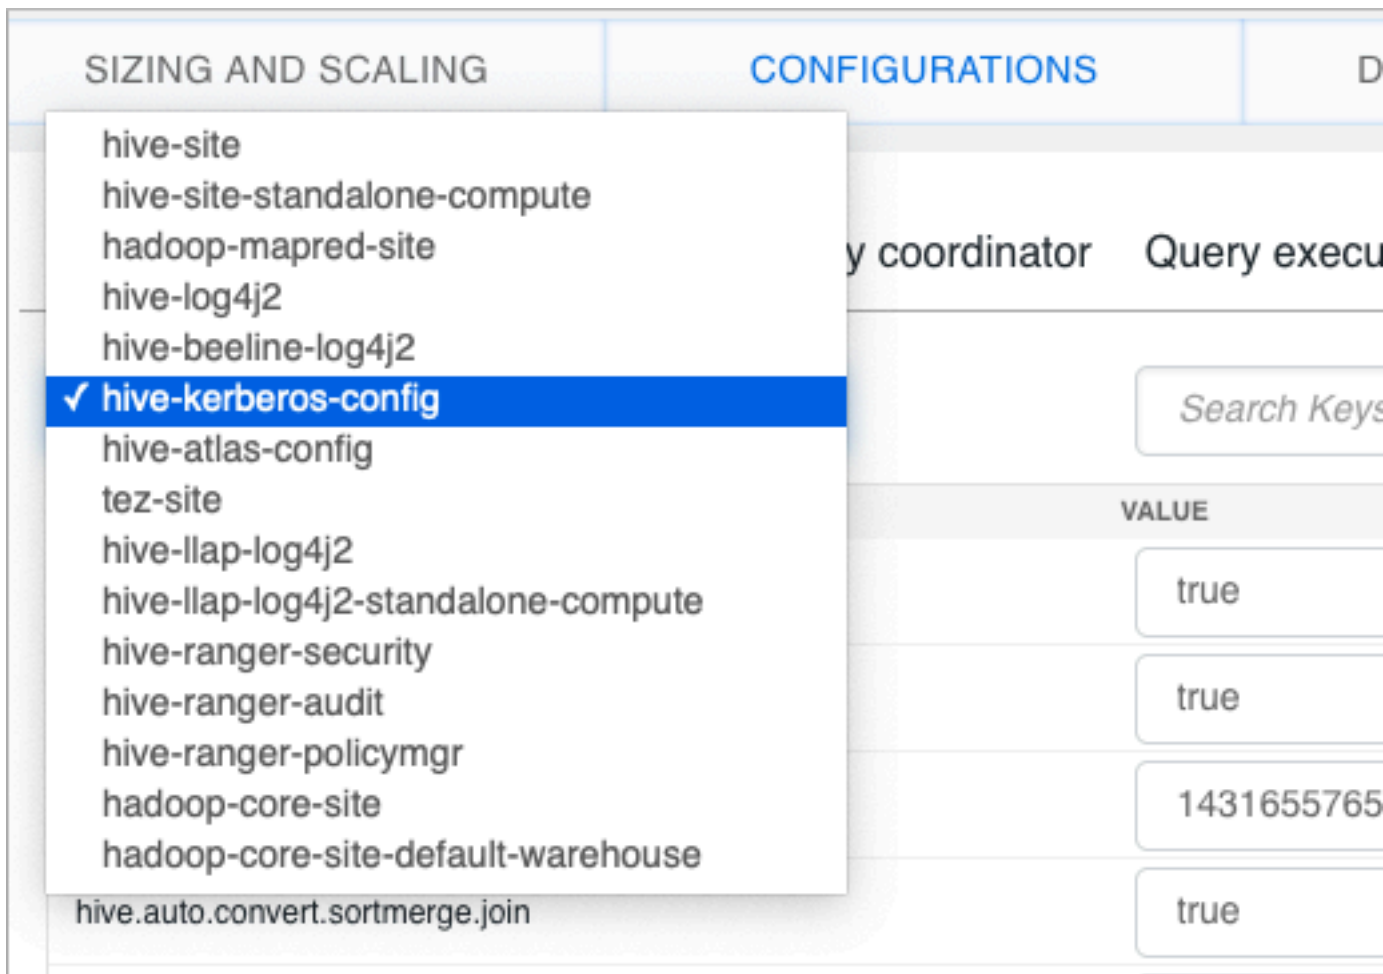 SIZING AND SCALING
CONFIGURATIONS
hive-site
hive-site-standalone-compute
hadoop-mapred-site
hive-log4j2
hive-beeline-log4j2
✓ hive-kerberos-config
hive-atlas-config
tez-site
hive-llap-log4j2
hive-llap-log4j2-standalone-compute
hive-ranger-security
hive-ranger-audit
hive-ranger-policymgr
hadoop-core-site
hadoop-core-site-default-warehouse
y coordinator
Query execu
Search Keys
VALUE
true
true
1431655765
hive.auto.convert.sortmerge.join
true